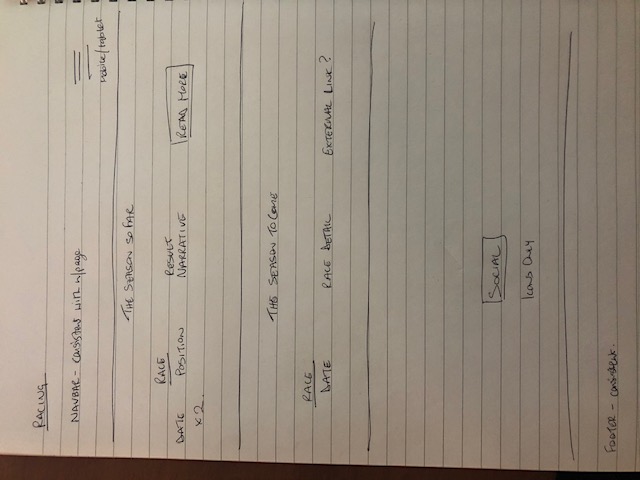 RACING
NAVBAR - consistent with w/page
Mobile/tablet
THE SEASON SO FAR
RACE
DATE POSITION
RESULT
NARRATIVE
READ MORE
x 2.
THE SEASON TO COME
RACE
DATE RACE DETAIL EXTERNAL LINK?
SOCIAL
Icons Only
FOOTER - consistent.